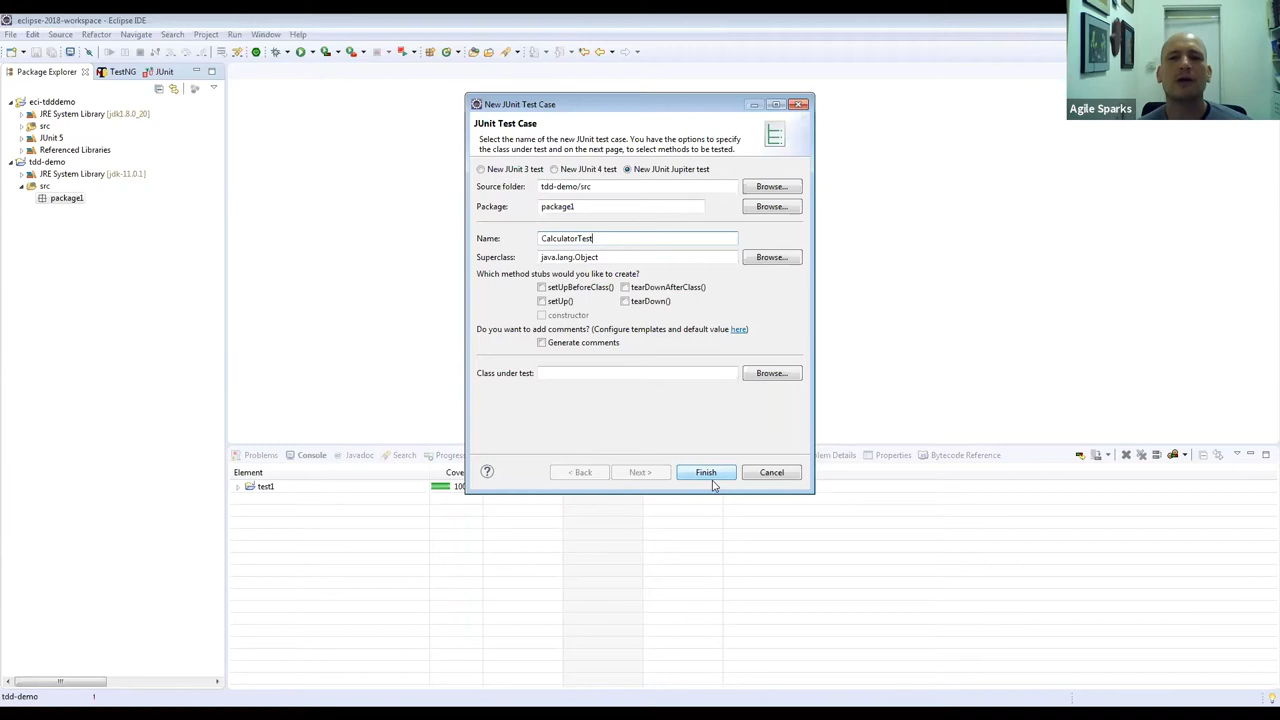 eclipse-2018-workspace - Eclipse IDE
File Edit Source Refactor Navigate Search Project Run Window Help
Package Explorer TestNG JUnit
eci-tdddemo
JRE System Library [jdk1.8.0_20]
src
JUnit 5
Referenced Libraries
tdd-demo
JRE System Library [jdk-11.0.1]
src
package1
New JUnit Test Case
JUnit Test Case
Select the name of the new JUnit test case. You have the options to specify
the class under test and on the next page, to select methods to be tested.
New JUnit 3 test New JUnit 4 test New JUnit Jupiter test
Source folder: tdd-demo/src Browse...
Package: package1 Browse...
Name: CalculatorTest
Superclass: java.lang.Object Browse...
Which method stubs would you like to create?
setUpBeforeClass() tearDownAfterClass()
setUp() tearDown()
constructor
Do you want to add comments? (Configure templates and default value here)
Generate comments
Class under test: Browse...
? < Back Next > Finish Cancel
Agile Sparks
Problems Console Javadoc Search Progress Details Properties Bytecode Reference
Element Cove
test1 100
tdd-demo 1